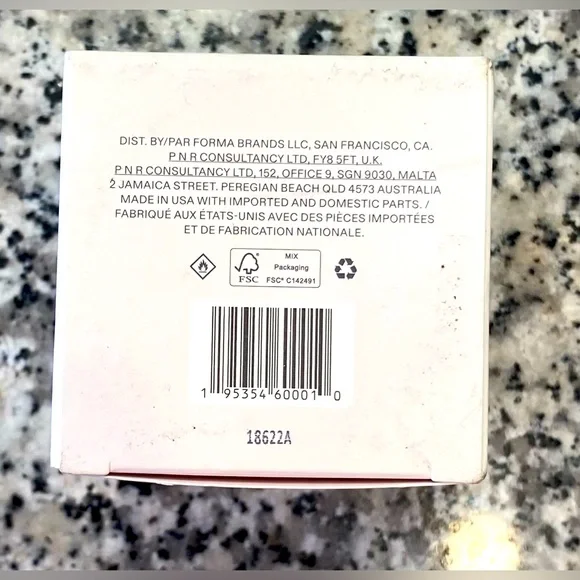 DIST. BY/PAR FORMA BRANDS LLC, SAN FRANCISCO, CA.
P N R CONSULTANCY LTD, FY8 5FT, U.K.
P N R CONSULTANCY LTD, 152, OFFICE 9, SGN 9030, MALTA
2 JAMAICA STREET. PEREGIAN BEACH QLD 4573 AUSTRALIA
MADE IN USA WITH IMPORTED AND DOMESTIC PARTS. /
FABRIQUÉ AUX ÉTATS-UNIS AVEC DES PIÈCES IMPORTÉES
ET DE FABRICATION NATIONALE.
FSC
MIX
Packaging
FSC® C142491
1 95354 60001 0
18622A